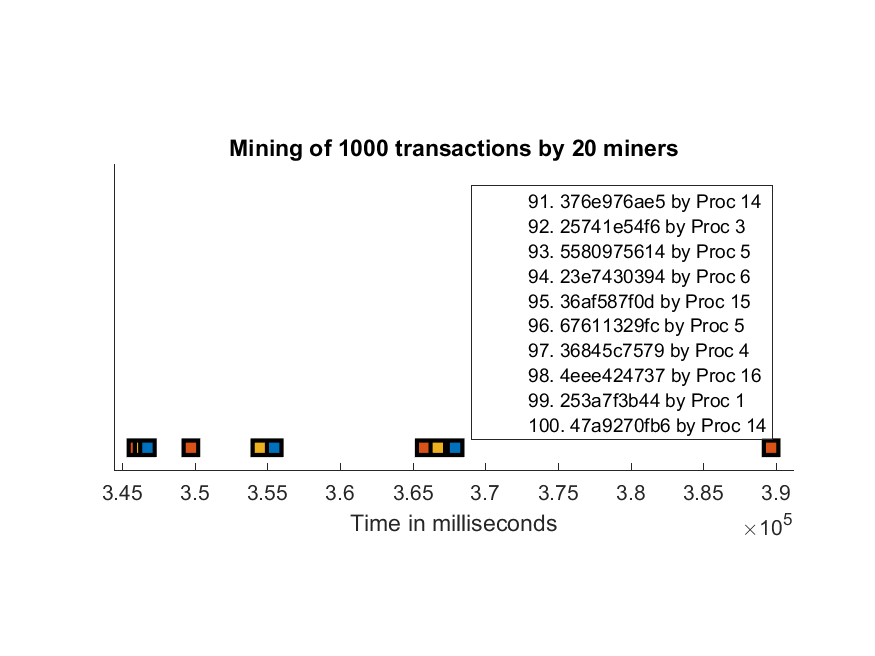 Mining of 1000 transactions by 20 miners
91. 376e976ae5 by Proc 14
92. 25741e54f6 by Proc 3
93. 5580975614 by Proc 5
94. 23e7430394 by Proc 6
95. 36af587f0d by Proc 15
96. 67611329fc by Proc 5
97. 36845c7579 by Proc 4
98. 4eee424737 by Proc 16
99. 253a7f3b44 by Proc 1
100. 47a9270fb6 by Proc 14
3.45 3.5 3.55 3.6 3.65 3.7 3.75 3.8 3.85 3.9
Time in milliseconds
×10⁵